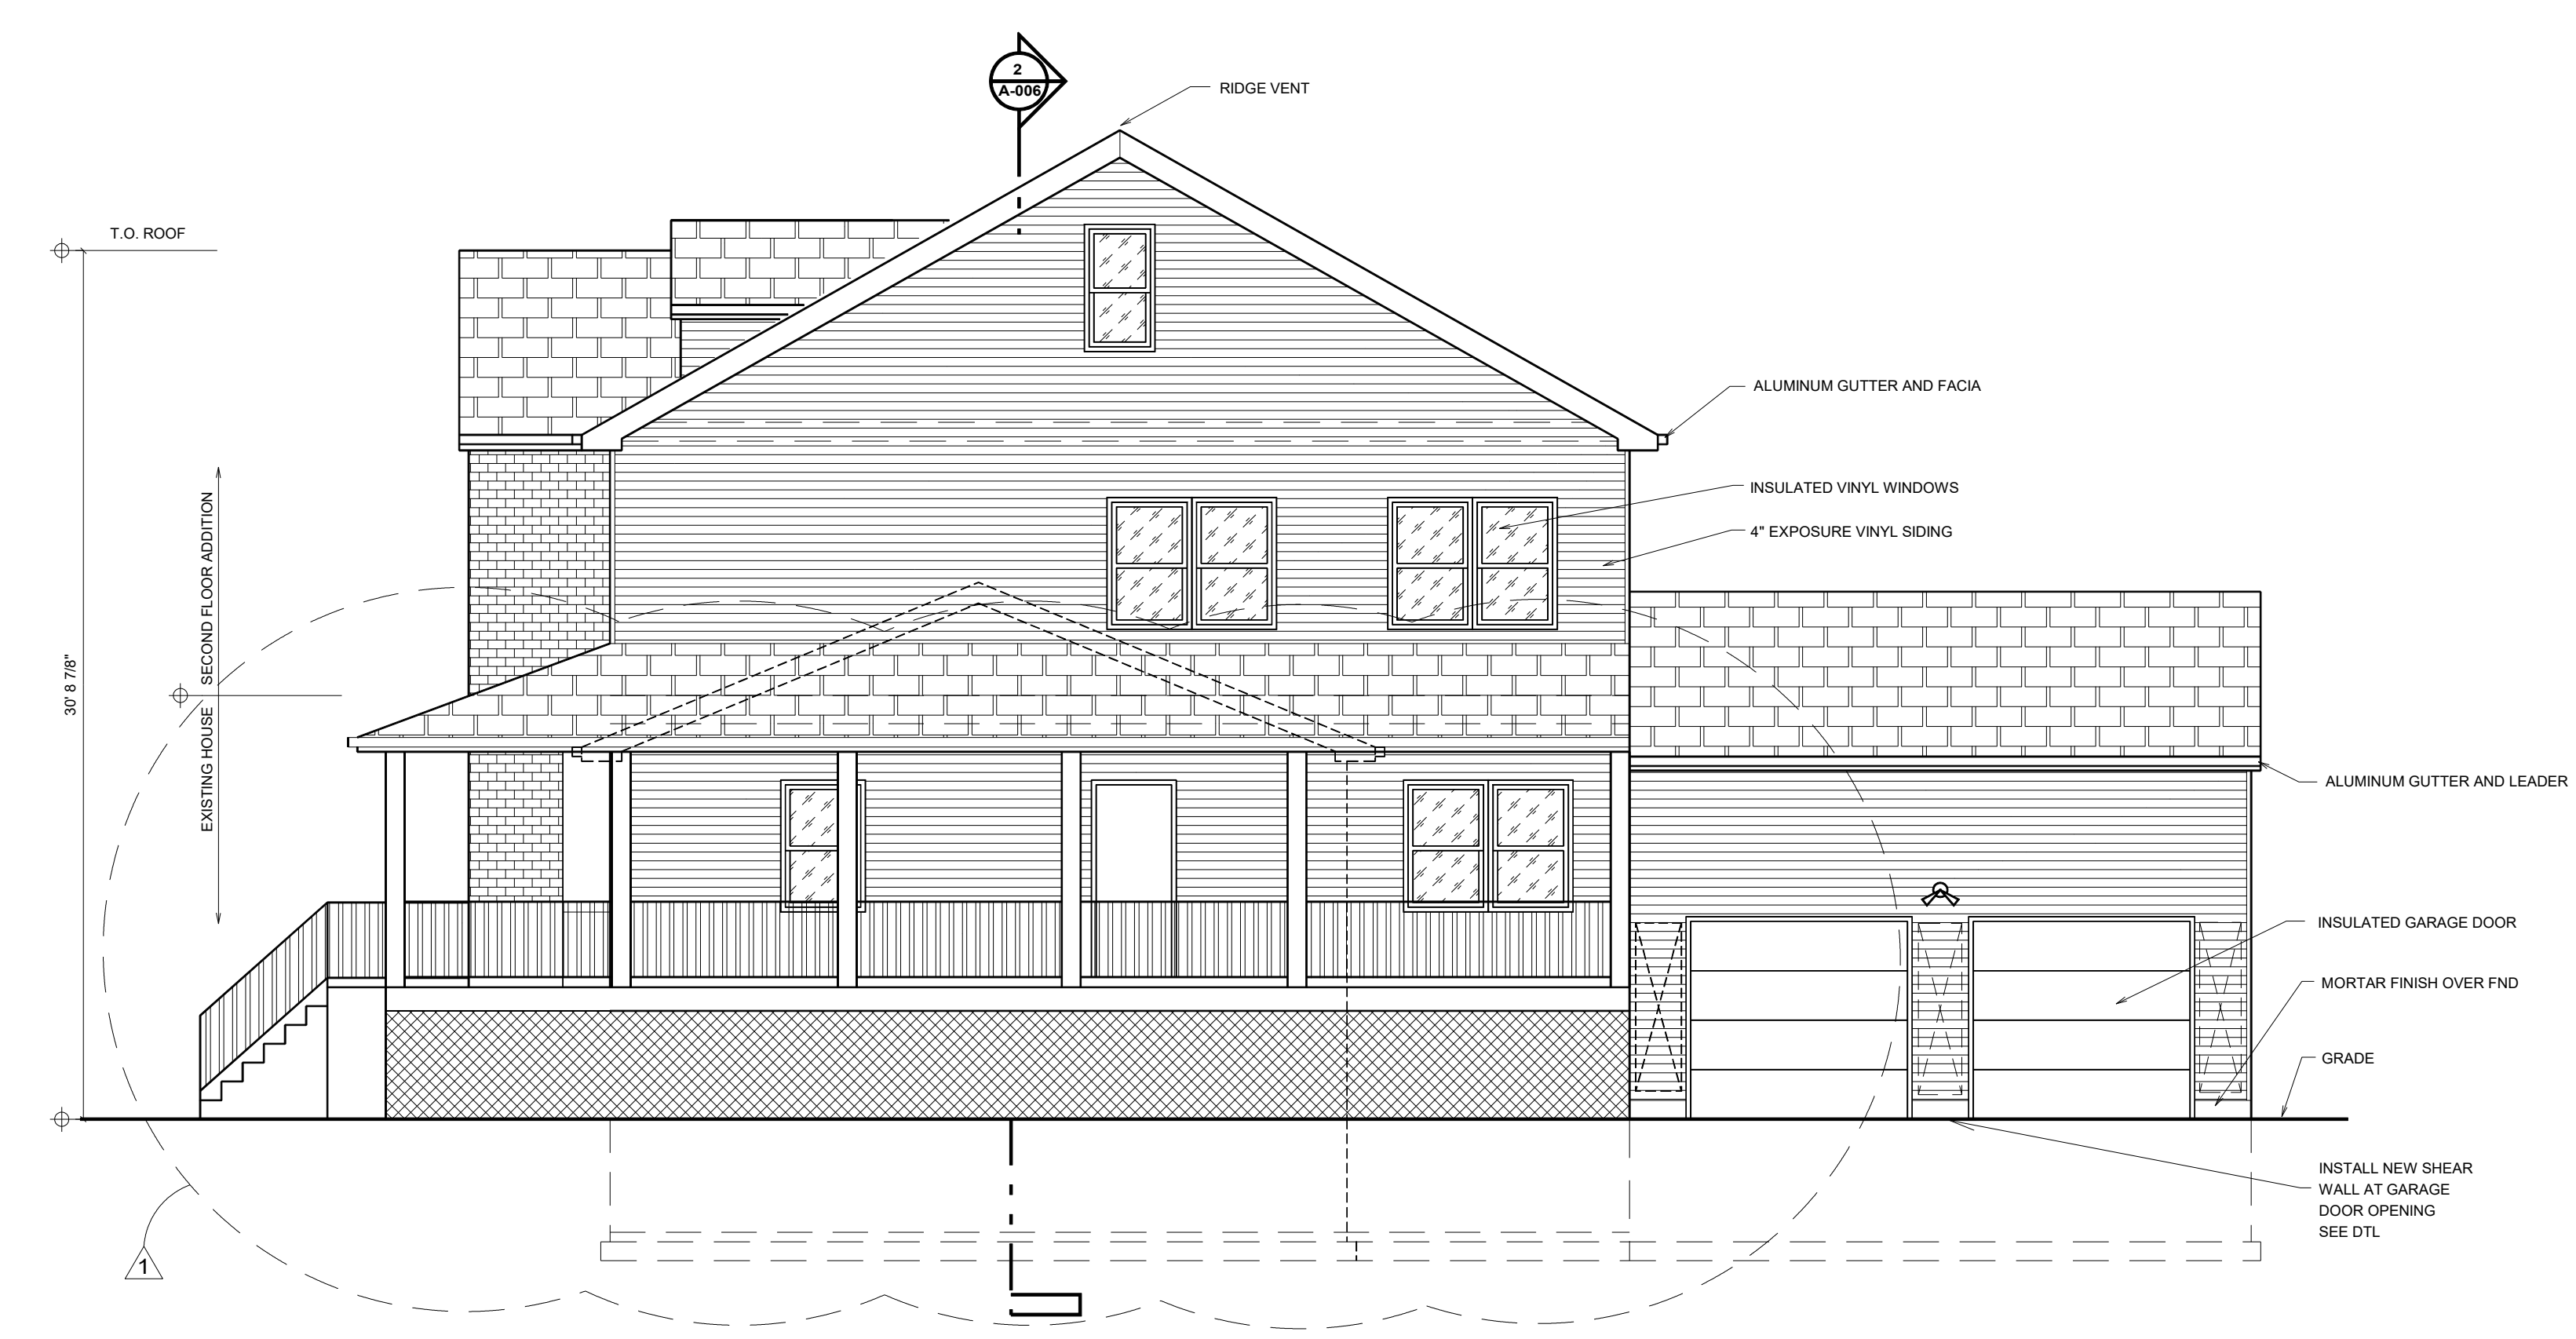 2
A-006
RIDGE VENT
T.O. ROOF
ALUMINUM GUTTER AND FACIA
INSULATED VINYL WINDOWS
4" EXPOSURE VINYL SIDING
SECOND FLOOR ADDITION
EXISTING HOUSE
30' 8 7/8"
ALUMINUM GUTTER AND LEADER
INSULATED GARAGE DOOR
MORTAR FINISH OVER FND
GRADE
INSTALL NEW SHEAR
WALL AT GARAGE
DOOR OPENING
SEE DTL
1